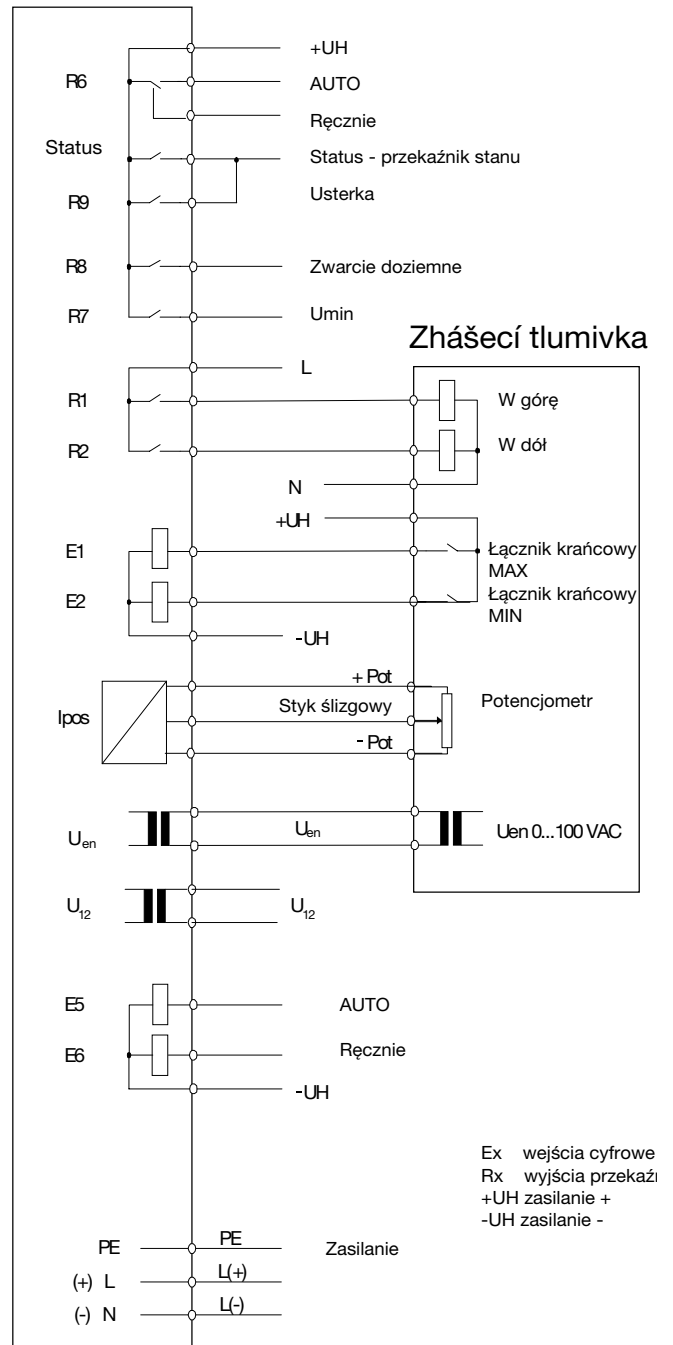 +UH
R6
AUTO
Ręcznie
Status
Status - przekaźnik stanu
R9
Usterka
R8
Zwarcie doziemne
R7
Umin
Zhášecí tlumivka
L
R1
W górę
R2
W dół
N
+UH
E1
Łącznik krańcowy
MAX
E2
Łącznik krańcowy
MIN
-UH
+ Pot
Ipos
Styk ślizgowy
Potencjometr
- Pot
Uen
Uen
Uen 0...100 VAC
U12
U12
E5
AUTO
E6
Ręcznie
-UH
Ex wejścia cyfrowe
Rx wyjścia przekaź
+UH zasilanie +
-UH zasilanie -
PE
PE
Zasilanie
(+) L
L(+)
(-) N
L(-)